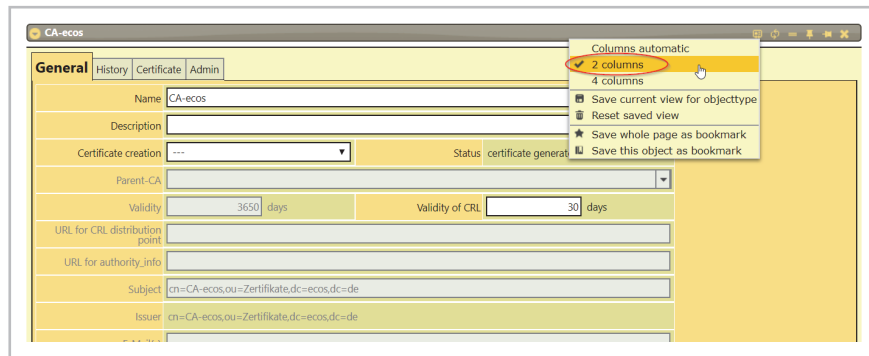 CA-ecos
Columns automatic
2 columns
4 columns
Save current view for objecttype
Reset saved view
Save whole page as bookmark
Save this object as bookmark
General History Certificate Admin
Name CA-ecos
Description
Certificate creation --- Status certificate
Parent-CA
Validity 3650 days Validity of CRL 30 days
URL for CRL distribution
point
URL for authority_info
Subject cn=CA-ecos,ou=Zertifikate,dc=ecos,dc=de
Issuer cn=CA-ecos,ou=Zertifikate,dc=ecos,dc=de